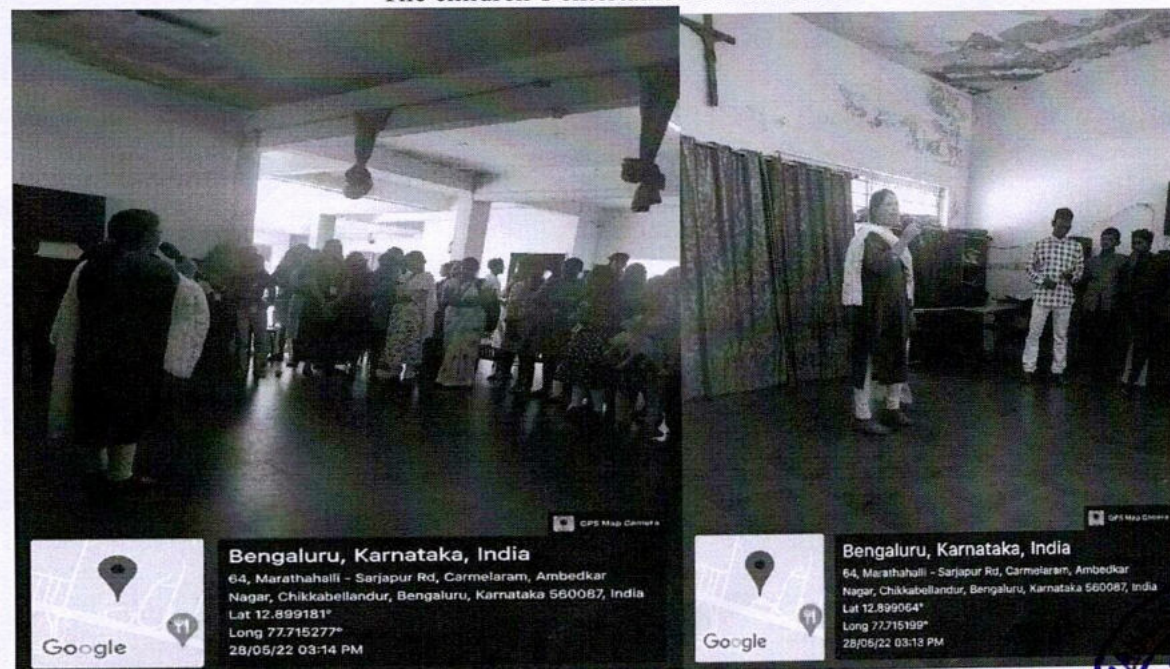 The children's
GPS Map Camera
Bengaluru, Karnataka, India
64, Marathahalli - Sarjapur Rd, Carmelaram, Ambedkar
Nagar, Chikkabellandur, Bengaluru, Karnataka 560087, India
Lat 12.899181°
Long 77.715277°
28/05/22 03:14 PM
Google
GPS Map Camera
Bengaluru, Karnataka, India
64, Marathahalli - Sarjapur Rd, Carmelaram, Ambedkar
Nagar, Chikkabellandur, Bengaluru, Karnataka 560087, India
Lat 12.899064°
Long 77.715199°
28/05/22 03:13 PM
Google